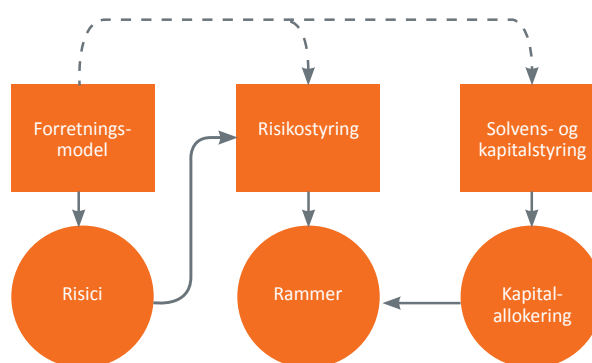 Forretnings-
model
Risikostyring
Solvens- og
kapitalstyring
Risici
Rammer
Kapital-
allokering